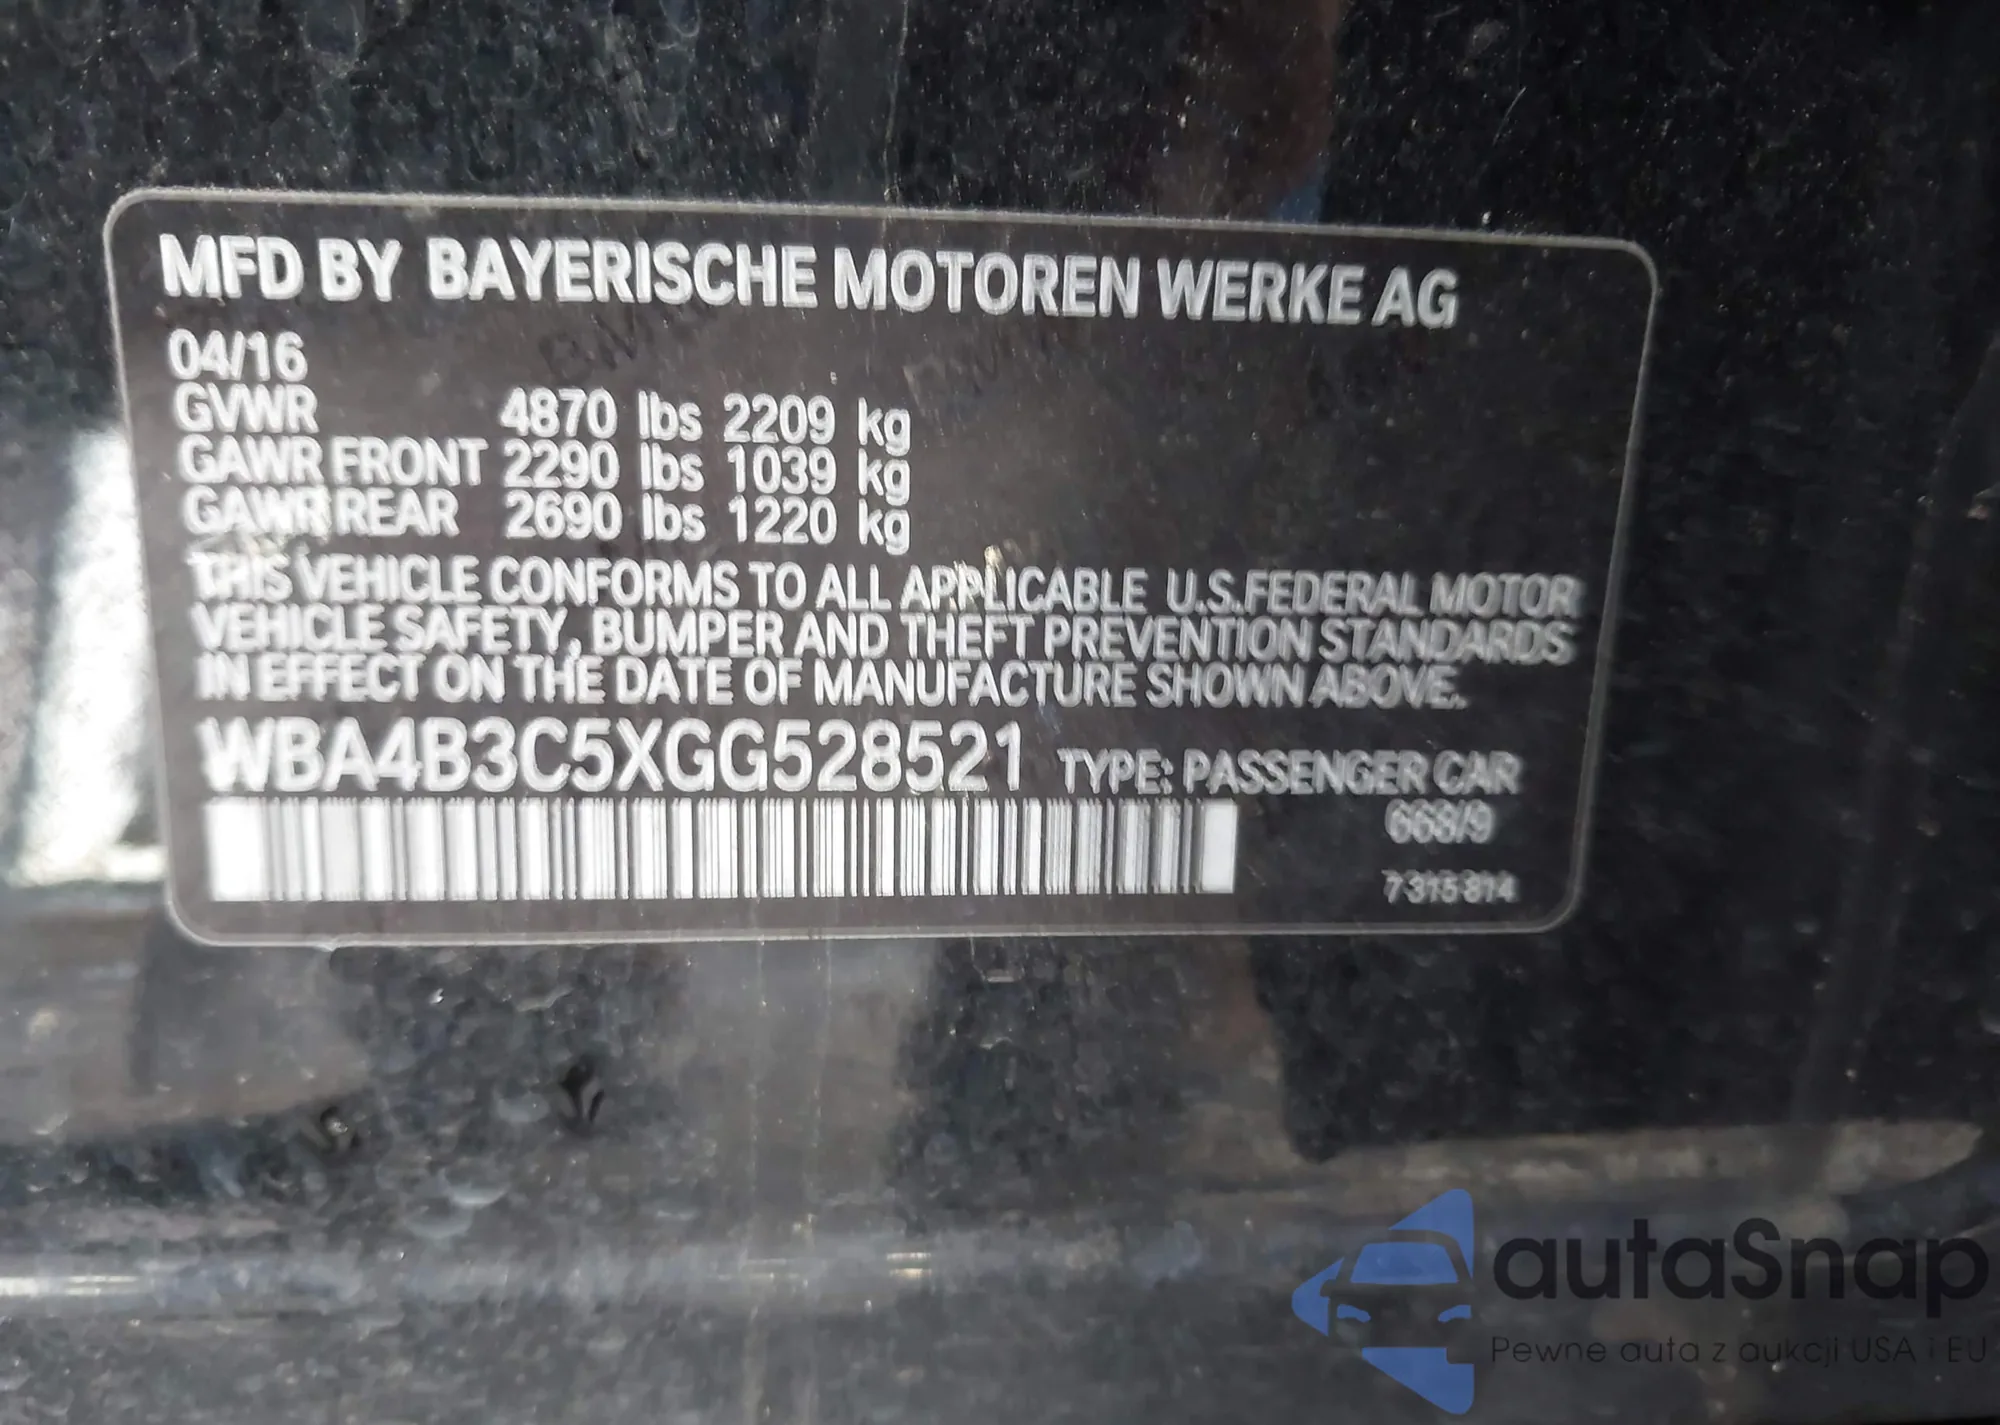 MFD BY BAYERISCHE MOTOREN WERKE AG
04/16
GVWR 4870 lbs 2209 kg
GAWR FRONT 2290 lbs 1039 kg
GAWR REAR 2690 lbs 1220 kg
THIS VEHICLE CONFORMS TO ALL APPLICABLE U.S.FEDERAL MOTOR
VEHICLE SAFETY, BUMPER AND THEFT PREVENTION STANDARDS
IN EFFECT ON THE DATE OF MANUFACTURE SHOWN ABOVE.
WBA4B3C5XGG528521 TYPE: PASSENGER CAR
668/9
7 315 814
autaSnap
Pewne auta z aukcji USA i EU